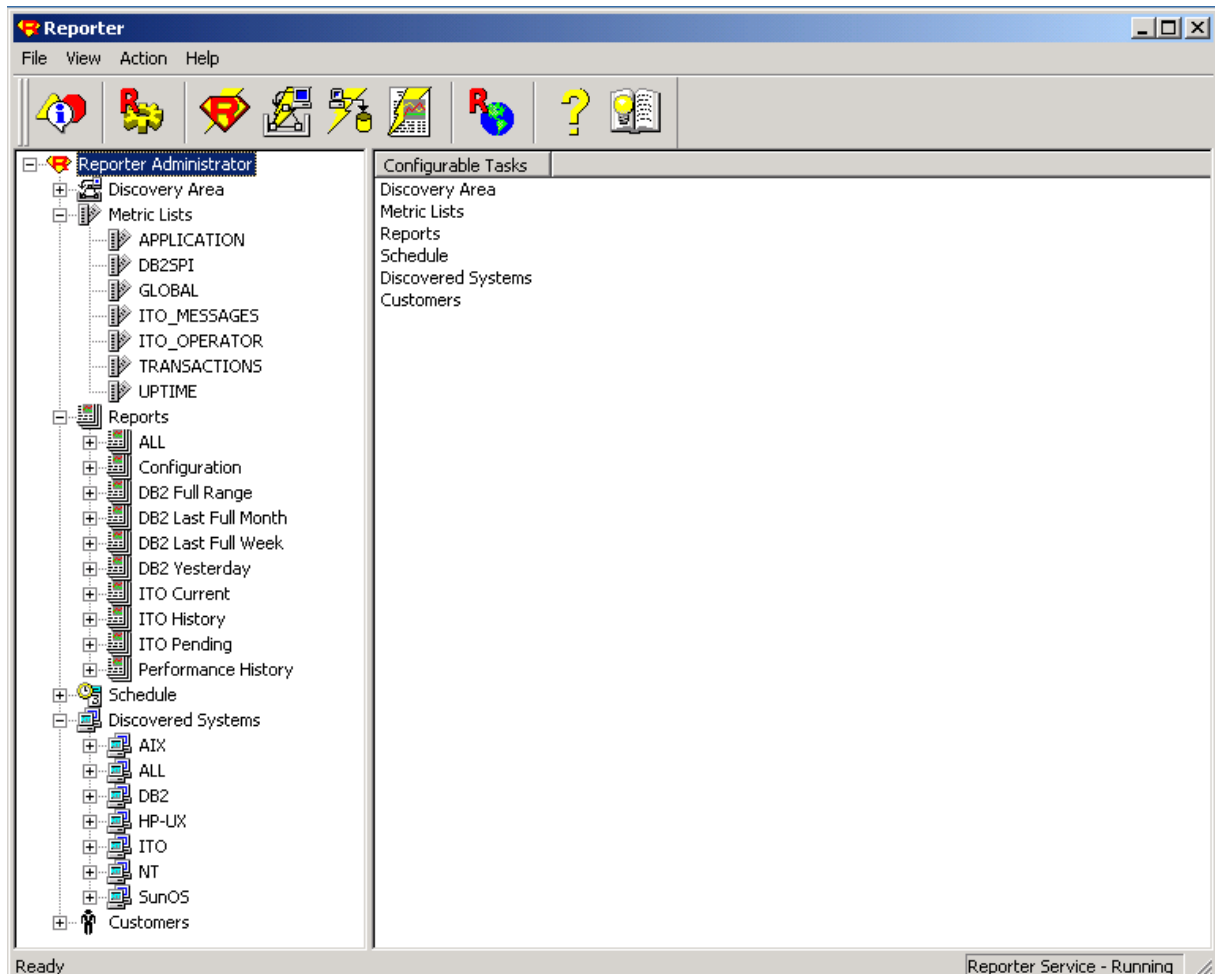 Reporter
File View Action Help
Reporter Administrator
Discovery Area
Metric Lists
APPLICATION
DB2SPI
GLOBAL
ITO_MESSAGES
ITO_OPERATOR
TRANSACTIONS
UPTIME
Reports
ALL
Configuration
DB2 Full Range
DB2 Last Full Month
DB2 Last Full Week
DB2 Yesterday
ITO Current
ITO History
ITO Pending
Performance History
Schedule
Discovered Systems
AIX
ALL
DB2
HP-UX
ITO
NT
SunOS
Customers
Configurable Tasks
Discovery Area
Metric Lists
Reports
Schedule
Discovered Systems
Customers
Ready
Reporter Service - Running